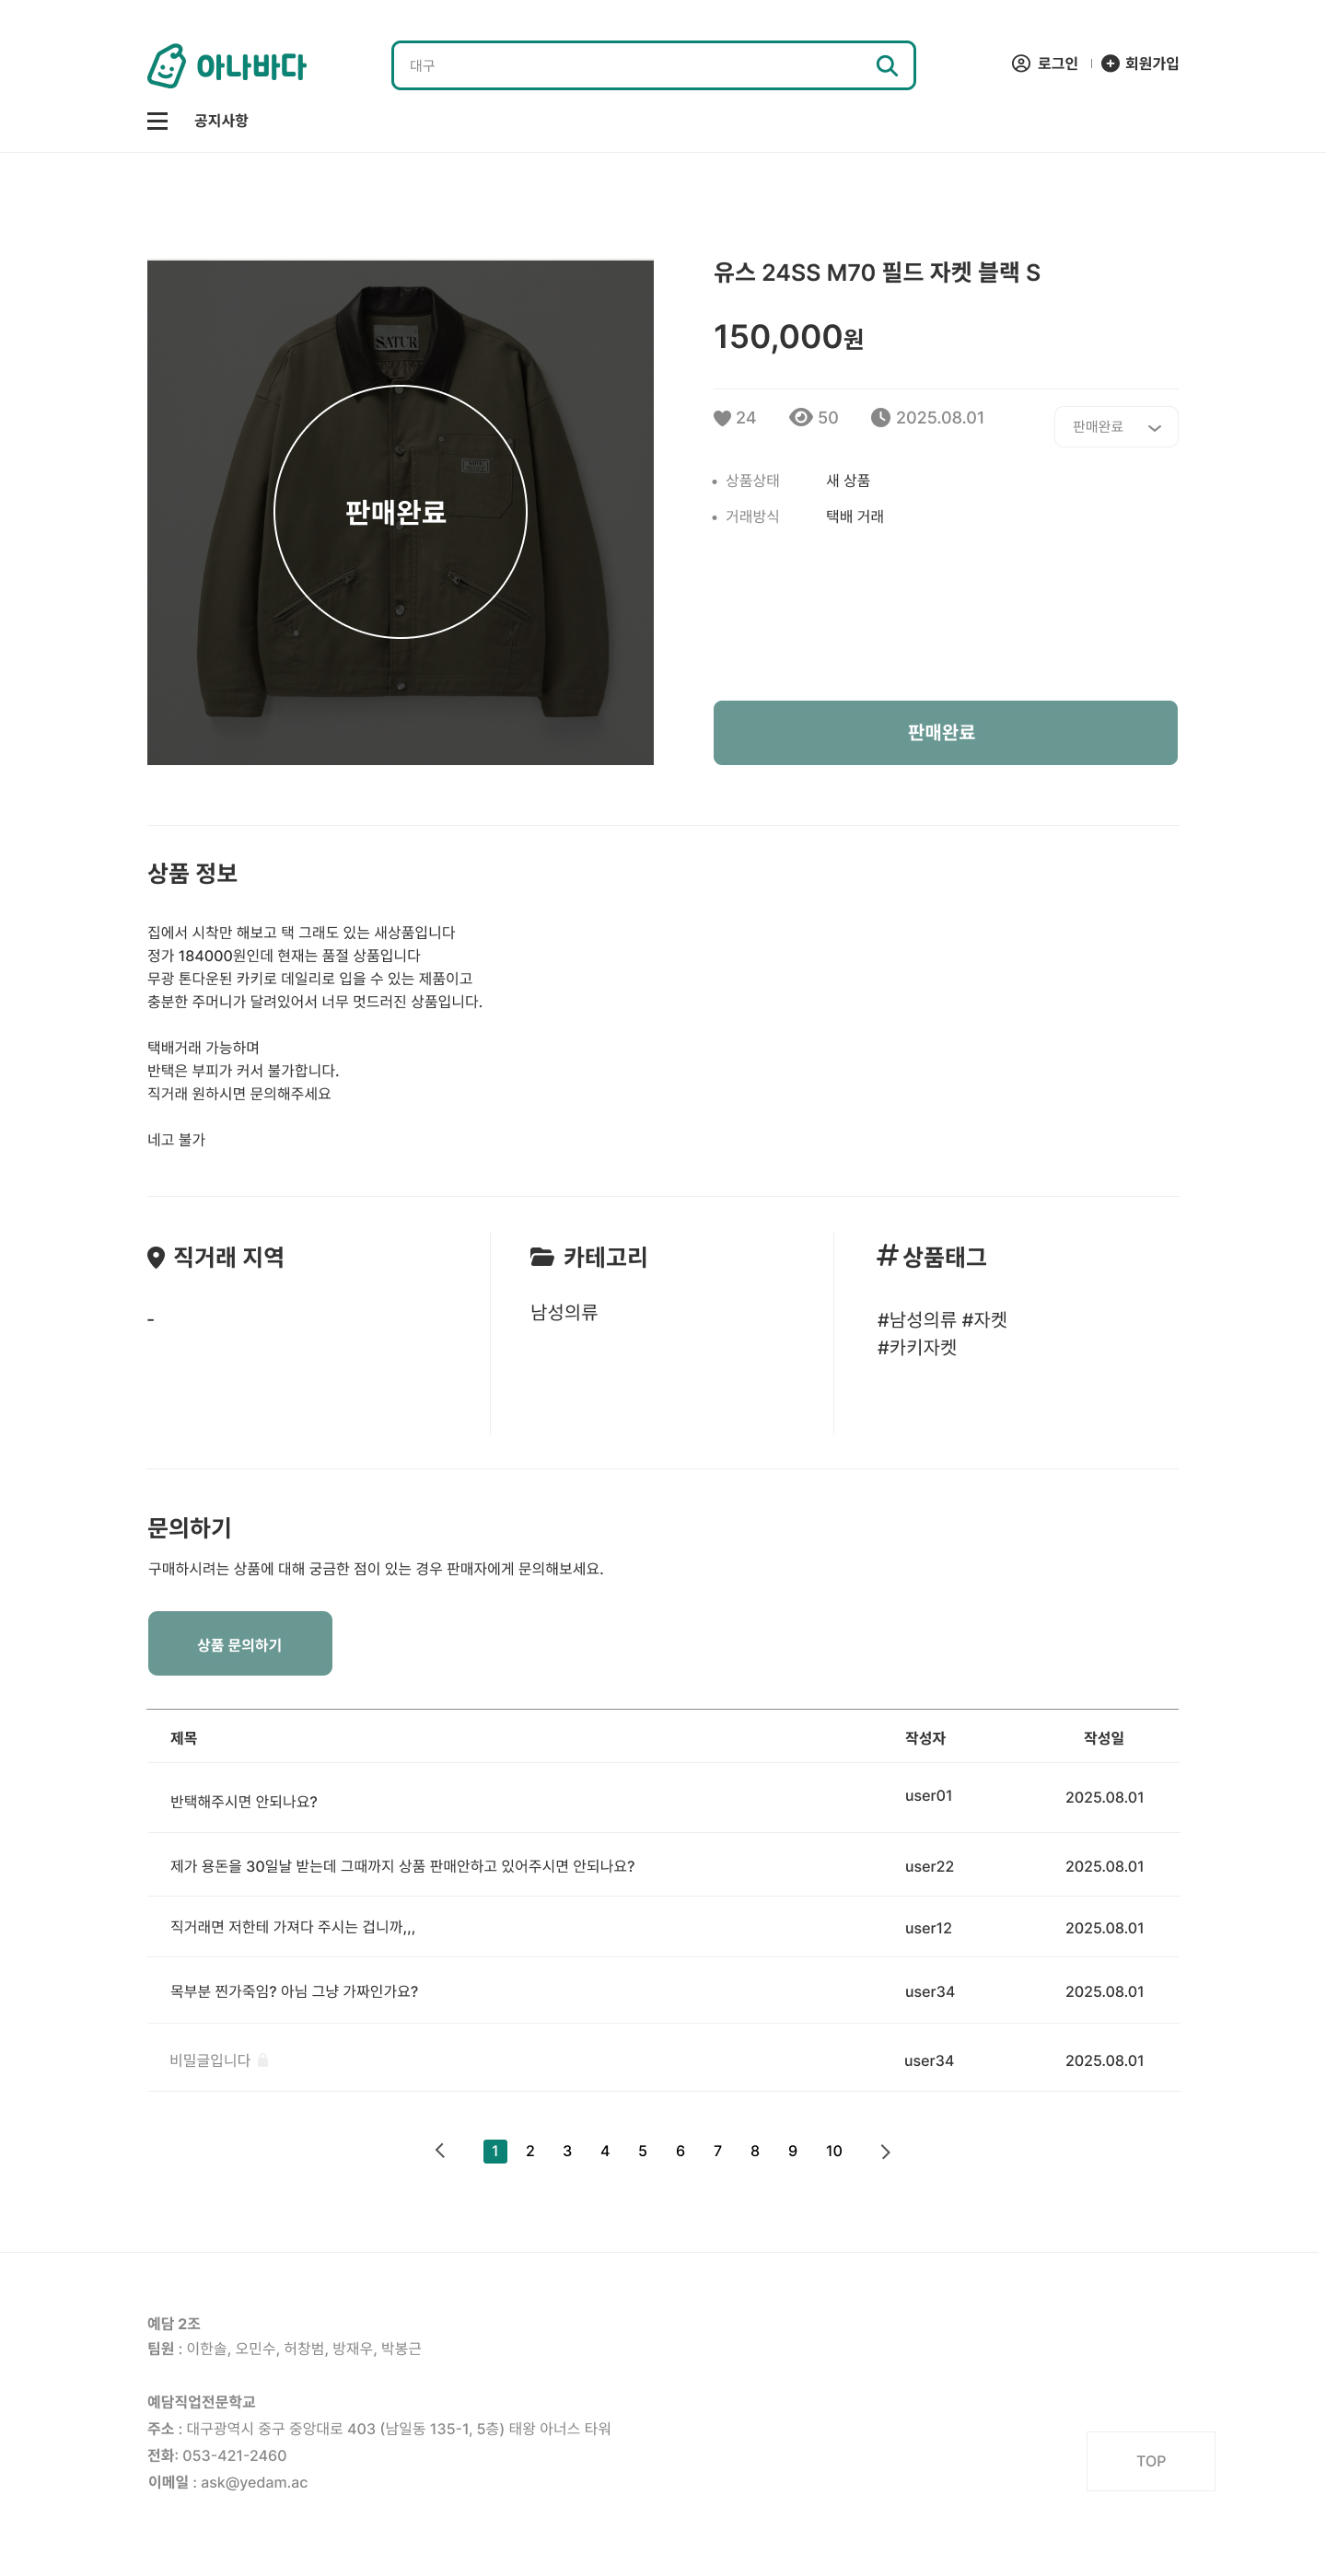 아나바다
대구
로그인
회원가입
공지사항
유스 24SS M70 필드 자켓 블랙 S
150,000원
24
50
2025.08.01
판매완료
SATUR
판매완료
상품상태
새 상품
거래방식
택배 거래
판매완료
상품 정보
집에서 시착만 해보고 택 그래도 있는 새상품입니다
정가 184000원인데 현재는 품절 상품입니다
무광 톤다운된 카키로 데일리로 입을 수 있는 제품이고
충분한 주머니가 달려있어서 너무 멋드러진 상품입니다.
택배거래 가능하며
반택은 부피가 커서 불가합니다.
직거래 원하시면 문의해주세요
네고 불가
직거래 지역
-
카테고리
남성의류
# 상품태그
#남성의류 #자켓
#카키자켓
문의하기
구매하시려는 상품에 대해 궁금한 점이 있는 경우 판매자에게 문의해보세요.
상품 문의하기
제목 작성자 작성일
반택해주시면 안되나요? user01 2025.08.01
제가 용돈을 30일날 받는데 그때까지 상품 판매안하고 있어주시면 안되나요? user22 2025.08.01
직거래면 저한테 가져다 주시는 겁니까,,, user12 2025.08.01
목부분 찐가죽임? 아님 그냥 가짜인가요? user34 2025.08.01
비밀글입니다 user34 2025.08.01
1 2 3 4 5 6 7 8 9 10
예담 2조
팀원 : 이한솔, 오민수, 허창범, 방재우, 박봉근
예담직업전문학교
주소 : 대구광역시 중구 중앙대로 403 (남일동 135-1, 5층) 태왕 아너스 타워
전화: 053-421-2460
이메일 : ask@yedam.ac
TOP